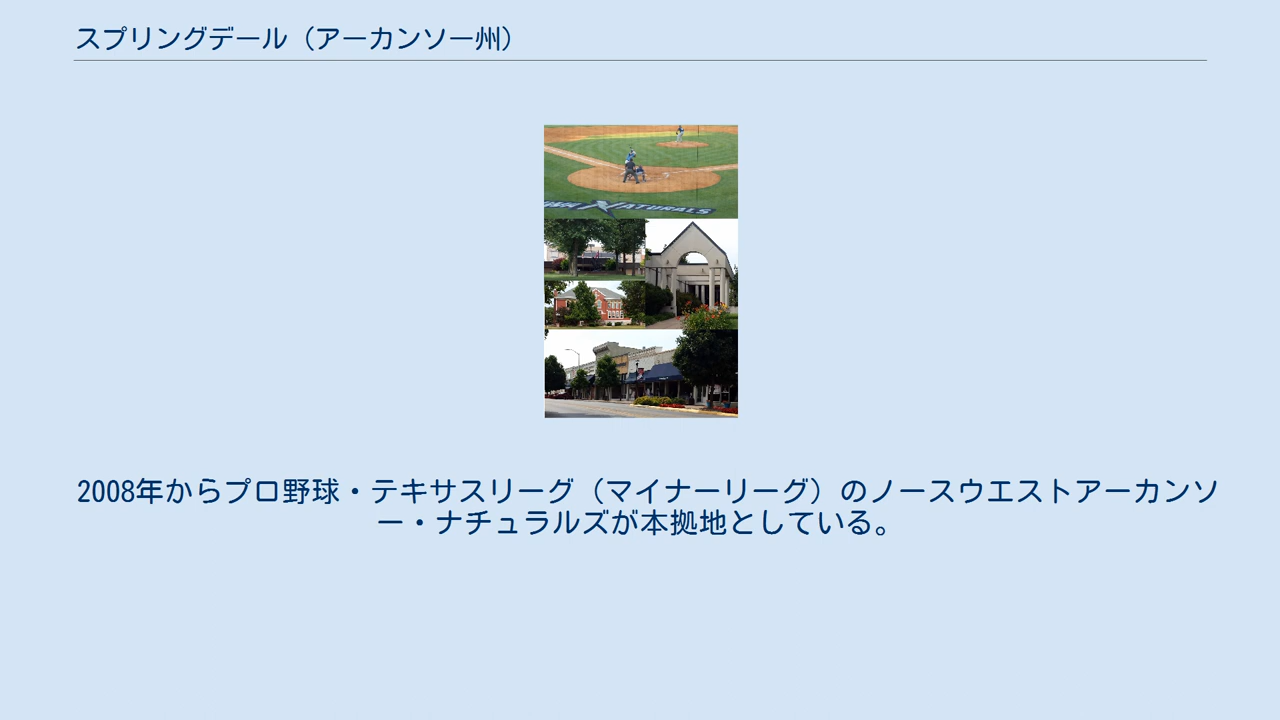 スプリングデール（アーカンソー州）
NATURALS
2008年からプロ野球・テキサスリーグ（マイナーリーグ）のノースウエストアーカンソ
ー・ナチュラルズが本拠地としている。